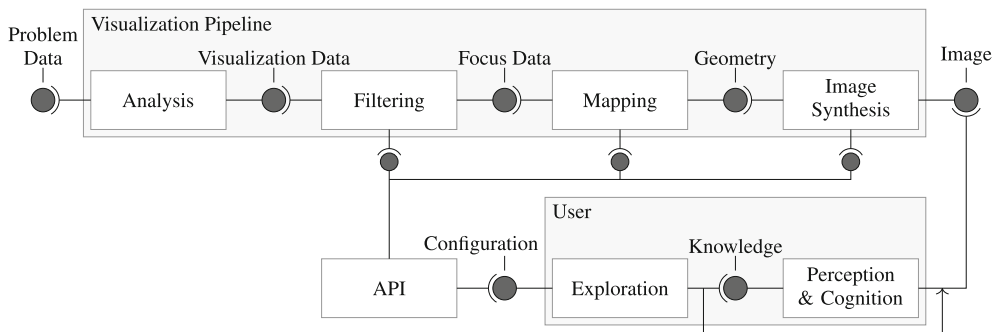 Visualization Pipeline
Problem
Data
Visualization Data
Focus Data
Geometry
Image
Analysis
Filtering
Mapping
Image
Synthesis
User
Configuration
Knowledge
API
Exploration
Perception
& Cognition